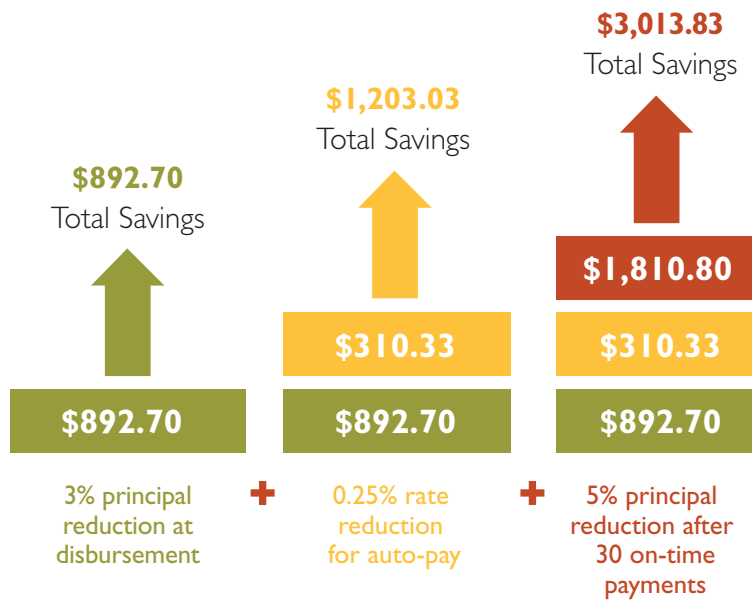 $892.70
Total Savings
$892.70
3% principal
reduction at
disbursement
+
$1,203.03
Total Savings
$310.33
$892.70
0.25% rate
reduction
for auto-pay
+
$3,013.83
Total Savings
$1,810.80
$310.33
$892.70
5% principal
reduction after
30 on-time
payments